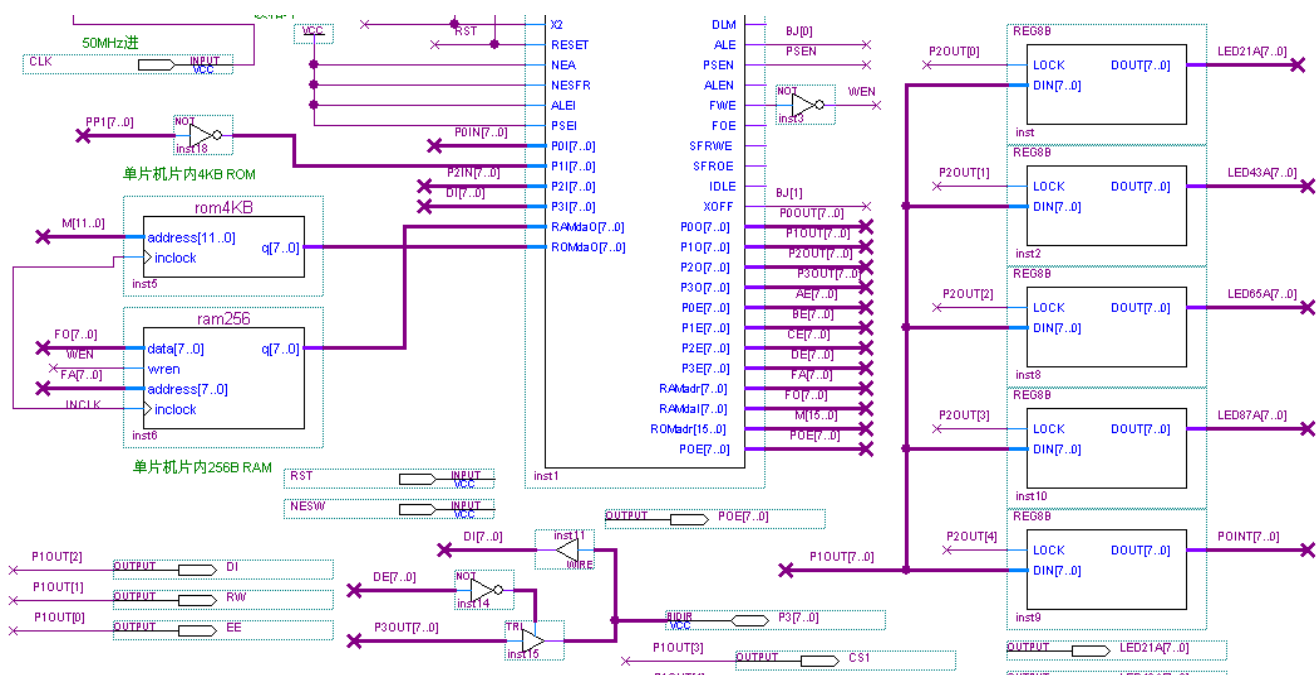 50MHz进
CLK
INPUT
VCC
VCC
RST
X2
RESET
NEA
NESFR
ALEI
PSEI
P0I[7..0]
P1I[7..0]
P2I[7..0]
P3I[7..0]
RAMdaO[7..0]
ROMdaO[7..0]
DLM
ALE
PSEN
ALEN
FWE
FOE
SFRWE
SFROE
IDLE
XOFF
P0O[7..0]
P1O[7..0]
P2O[7..0]
P3O[7..0]
P0E[7..0]
P1E[7..0]
P2E[7..0]
P3E[7..0]
RAMadr[7..0]
RAMdaI[7..0]
ROMadr[15..0]
POE[7..0]
inst1
BJ[0]
PSEN
NOT
WEN
inst3
BJ[1]
P0OUT[7..0]
P1OUT[7..0]
P2OUT[7..0]
P3OUT[7..0]
AE[7..0]
BE[7..0]
CE[7..0]
DE[7..0]
FA[7..0]
FO[7..0]
M[15..0]
POE[7..0]
PP1[7..0]
NOT
inst18
P0IN[7..0]
P2IN[7..0]
DI[7..0]
单片机片内4KB ROM
rom4KB
M[11..0]
address[11..0]
q[7..0]
inclock
inst5
ram256
FO[7..0]
data[7..0]
q[7..0]
WEN
wren
FA[7..0]
address[7..0]
INCLK
inclock
inst6
单片机片内256B RAM
RST
INPUT
VCC
NESW
INPUT
VCC
OUTPUT
POE[7..0]
P1OUT[2]
OUTPUT
DI
P1OUT[1]
OUTPUT
RW
P1OUT[0]
OUTPUT
EE
DI[7..0]
inst11
WIRE
DE[7..0]
NOT
inst14
P3OUT[7..0]
TRI
inst15
BIDIR
VCC
P3[7..0]
P1OUT[3]
OUTPUT
CS1
P1OUT[7..0]
REG8B
P2OUT[0]
LOCK
DOUT[7..0]
LED21A[7..0]
DIN[7..0]
inst
REG8B
P2OUT[1]
LOCK
DOUT[7..0]
LED43A[7..0]
DIN[7..0]
inst2
REG8B
P2OUT[2]
LOCK
DOUT[7..0]
LED65A[7..0]
DIN[7..0]
inst8
REG8B
P2OUT[3]
LOCK
DOUT[7..0]
LED87A[7..0]
DIN[7..0]
inst10
REG8B
P2OUT[4]
LOCK
DOUT[7..0]
POINT[7..0]
DIN[7..0]
inst9
OUTPUT
LED21A[7..0]